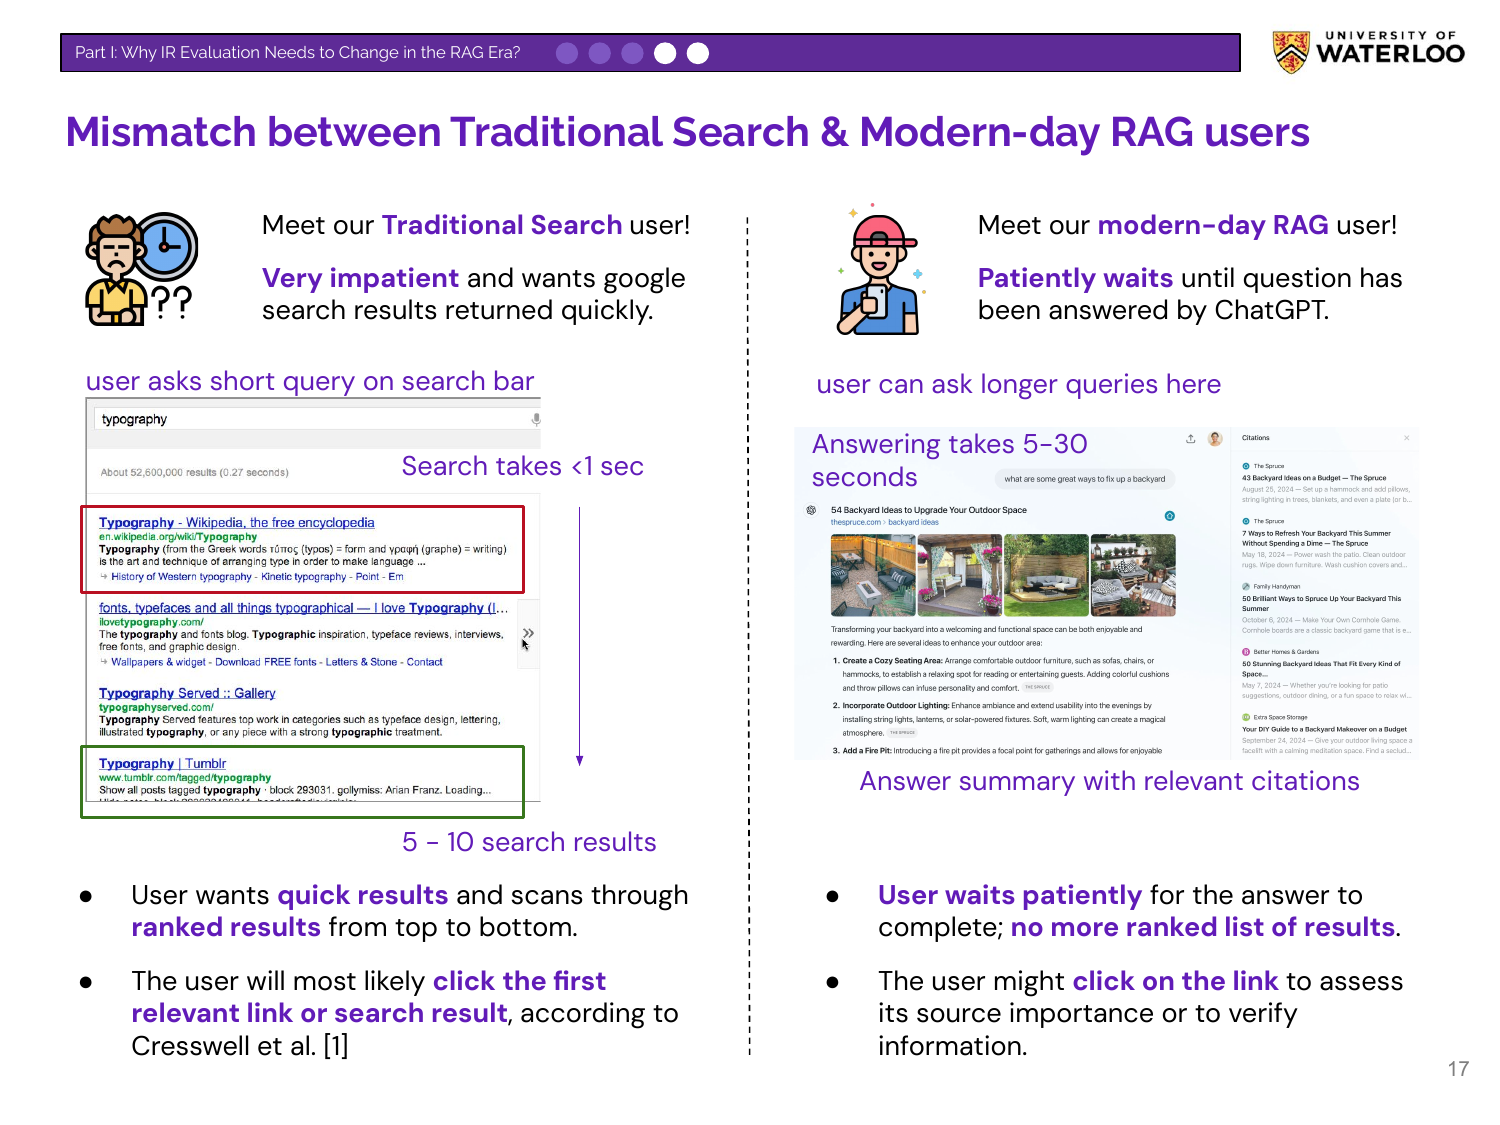 Part I: Why IR Evaluation Needs to Change in the RAG Era?
UNIVERSITY OF
WATERLOO
Mismatch between Traditional Search & Modern-day RAG users
Meet our Traditional Search user!
Very impatient and wants google
search results returned quickly.
??
user asks short query on search bar
typography
About 52,600,000 results (0.27 seconds)
Search takes <1 sec
Typography - Wikipedia, the free encyclopedia
en.wikipedia.org/wiki/Typography
Typography (from the Greek words τύπος (typos) = form and γραφή (graphe) = writing)
is the art and technique of arranging type in order to make language ...
History of Western typography - Kinetic typography - Point - Em
fonts, typefaces and all things typographical — I love Typography (I...
ilovetypography.com/
The typography and fonts blog. Typographic inspiration, typeface reviews, interviews,
free fonts, and graphic design.
Wallpapers & widget - Download FREE fonts - Letters & Stone - Contact
Typography Served :: Gallery
typographyserved.com/
Typography Served features top work in categories such as typeface design, lettering,
illustrated typography, or any piece with a strong typographic treatment.
Typography | Tumblr
www.tumblr.com/tagged/typography
Show all posts tagged typography · block 293031. gollymiss: Arian Franz. Loading...
5 - 10 search results
● User wants quick results and scans through
ranked results from top to bottom.
● The user will most likely click the first
relevant link or search result, according to
Cresswell et al. [1]
Meet our modern-day RAG user!
Patiently waits until question has
been answered by ChatGPT.
user can ask longer queries here
Answering takes 5-30
seconds
what are some great ways to fix up a backyard
54 Backyard Ideas to Upgrade Your Outdoor Space
thespruce.com › backyard ideas
Transforming your backyard into a welcoming and functional space can be both enjoyable and
rewarding. Here are several ideas to enhance your outdoor area:
1. Create a Cozy Seating Area: Arrange comfortable outdoor furniture, such as sofas, chairs, or
hammocks, to establish a relaxing spot for reading or entertaining guests. Adding colorful cushions
and throw pillows can infuse personality and comfort. THE SPRUCE
2. Incorporate Outdoor Lighting: Enhance ambiance and extend usability into the evenings by
installing string lights, lanterns, or solar-powered fixtures. Soft, warm lighting can create a magical
atmosphere. THE SPRUCE
3. Add a Fire Pit: Introducing a fire pit provides a focal point for gatherings and allows for enjoyable
Citations
The Spruce
43 Backyard Ideas on a Budget — The Spruce
August 25, 2024 — Set up a hammock and add pillows,
string lighting in trees, blankets, and even a plate (or b...
The Spruce
7 Ways to Refresh Your Backyard This Summer
Without Spending a Dime — The Spruce
May 18, 2024 — Power wash the patio. Clean outdoor
rugs. Wipe down furniture. Wash cushion covers and...
Family Handyman
50 Brilliant Ways to Spruce Up Your Backyard This
Summer
October 6, 2024 — Make Your Own Cornhole Game.
Cornhole boards are a classic backyard game that is e...
Better Homes & Gardens
50 Stunning Backyard Ideas That Fit Every Kind of
Space...
May 7, 2024 — Whether you're looking for patio
suggestions, outdoor dining, or a fun space to relax wi...
Extra Space Storage
Your DIY Guide to a Backyard Makeover on a Budget
September 24, 2024 — Give your outdoor living space a
facelift with a calming meditation space. Find a seclud...
Answer summary with relevant citations
● User waits patiently for the answer to
complete; no more ranked list of results.
● The user might click on the link to assess
its source importance or to verify
information.
17